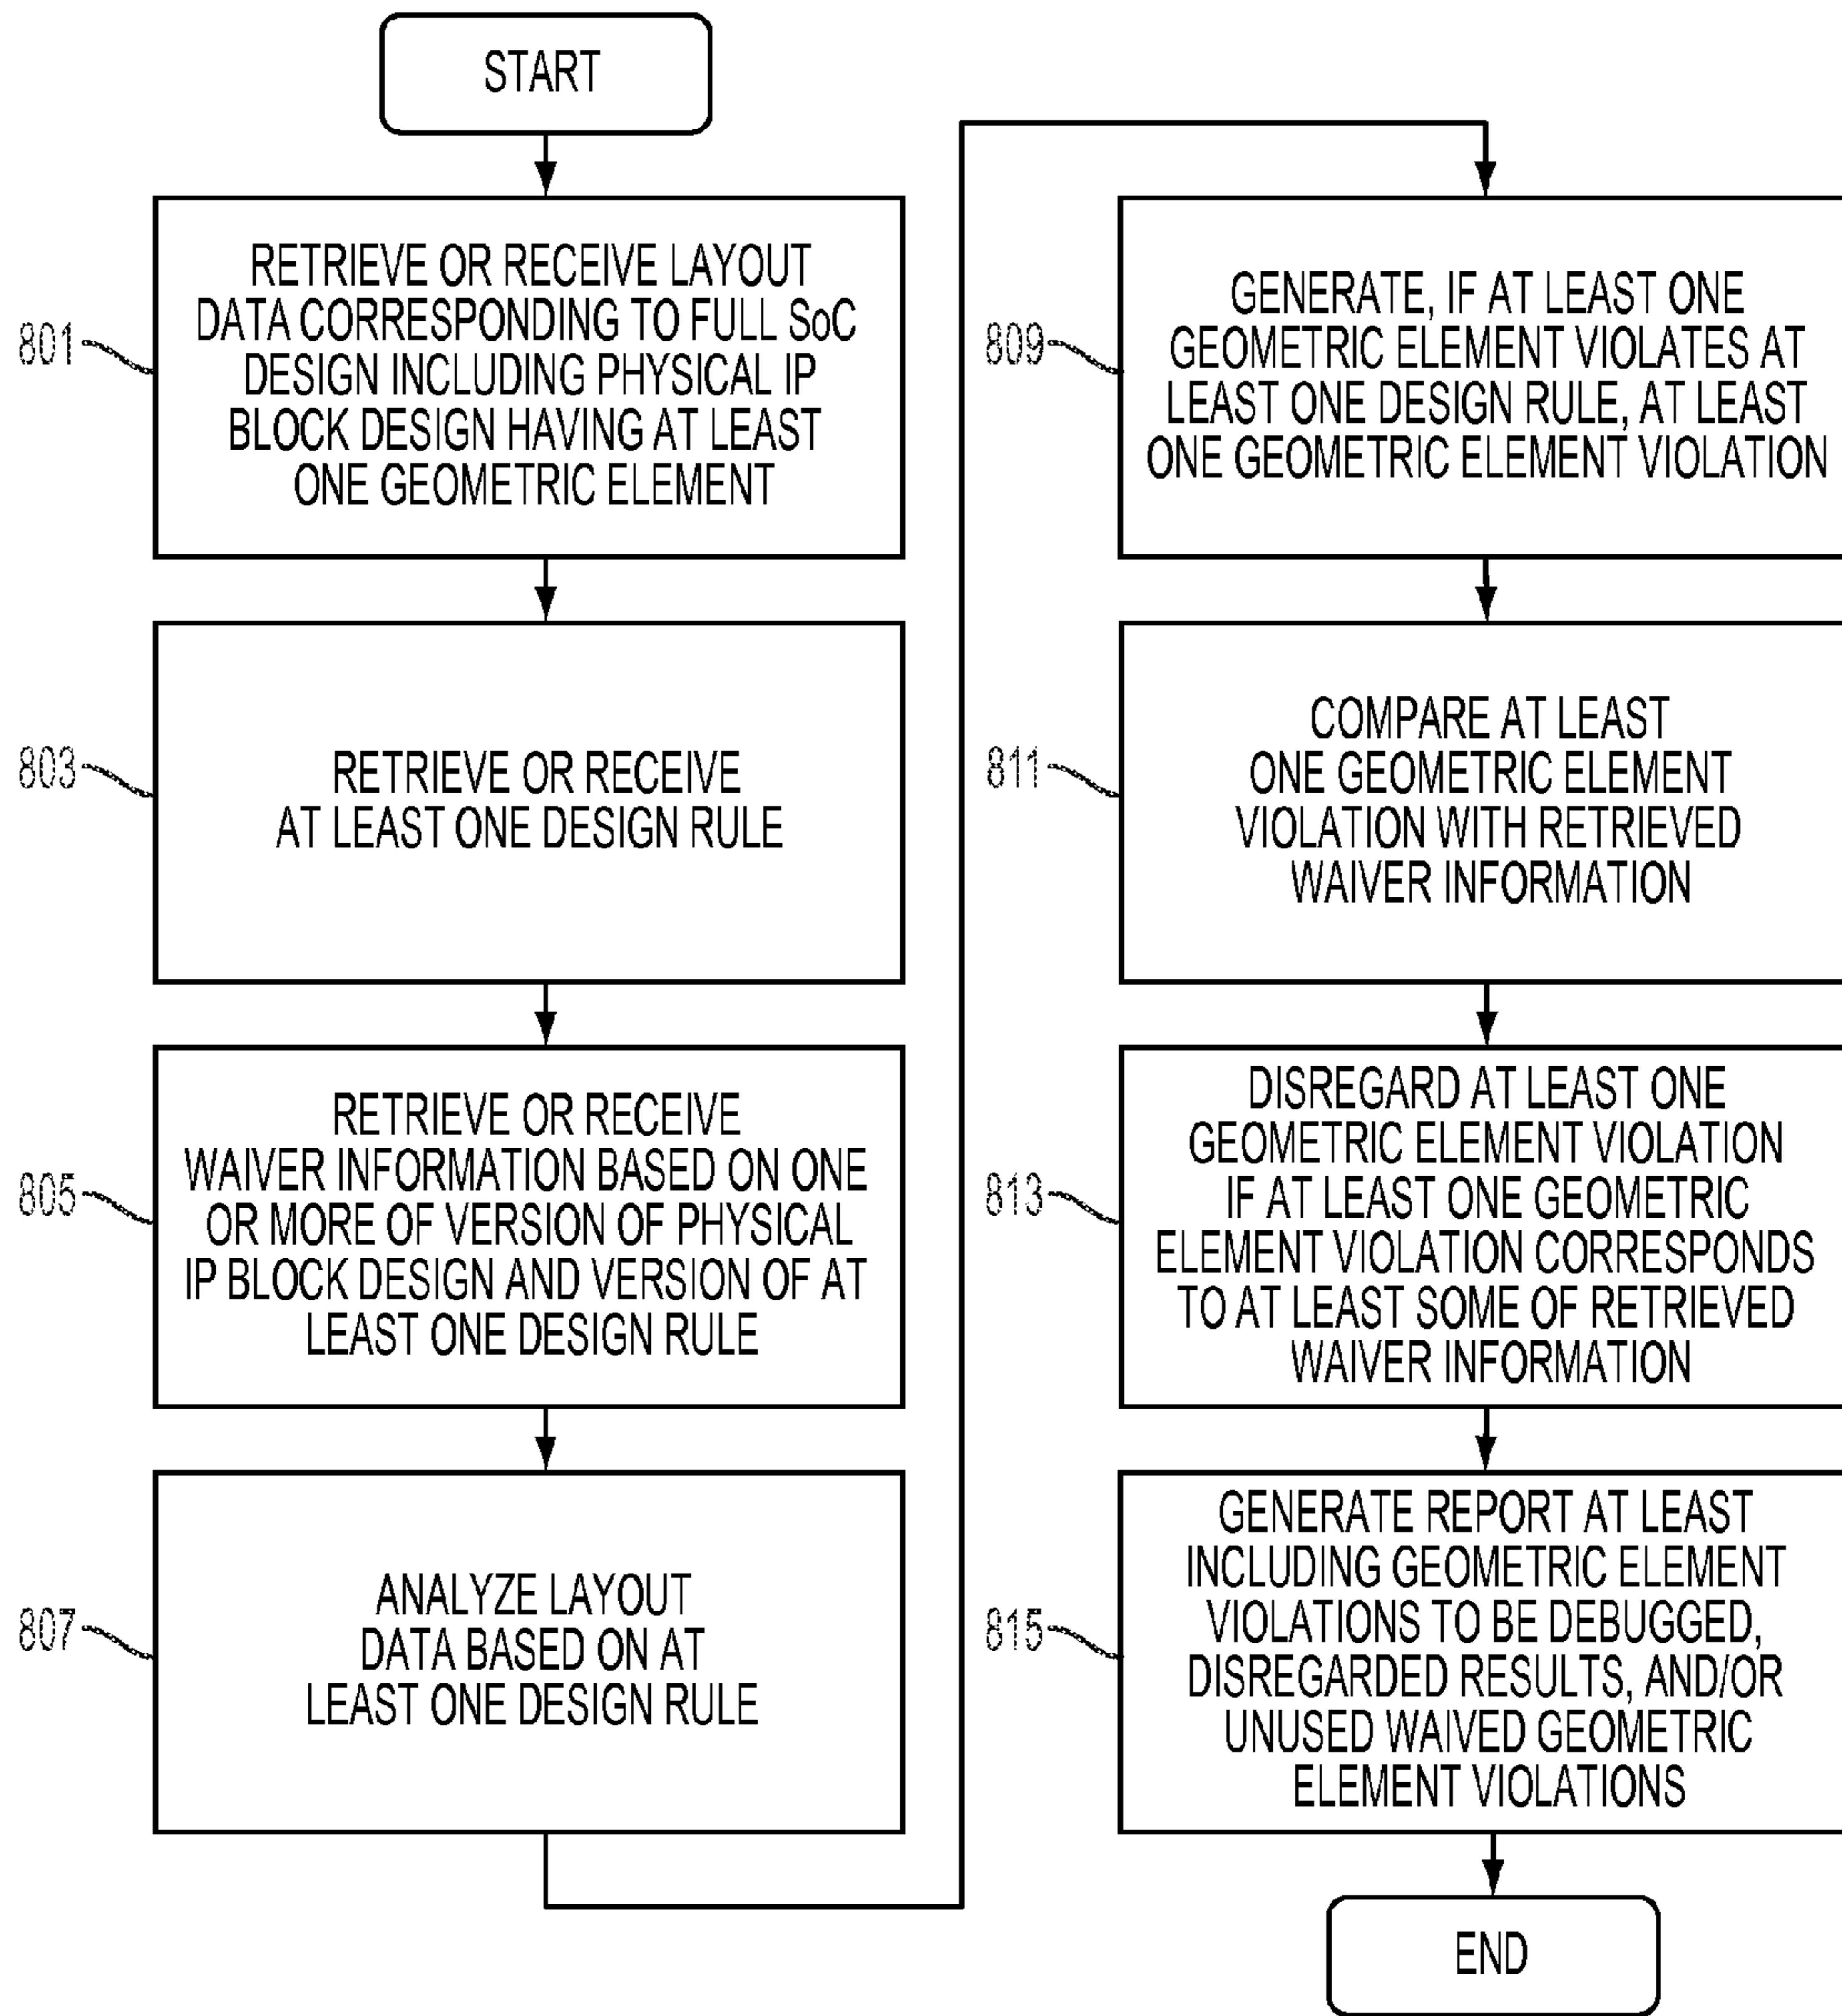 START
801
RETRIEVE OR RECEIVE LAYOUT
DATA CORRESPONDING TO FULL SoC
DESIGN INCLUDING PHYSICAL IP
BLOCK DESIGN HAVING AT LEAST
ONE GEOMETRIC ELEMENT
803
RETRIEVE OR RECEIVE
AT LEAST ONE DESIGN RULE
805
RETRIEVE OR RECEIVE
WAIVER INFORMATION BASED ON ONE
OR MORE OF VERSION OF PHYSICAL
IP BLOCK DESIGN AND VERSION OF AT
LEAST ONE DESIGN RULE
807
ANALYZE LAYOUT
DATA BASED ON AT
LEAST ONE DESIGN RULE
809
GENERATE, IF AT LEAST ONE
GEOMETRIC ELEMENT VIOLATES AT
LEAST ONE DESIGN RULE, AT LEAST
ONE GEOMETRIC ELEMENT VIOLATION
811
COMPARE AT LEAST
ONE GEOMETRIC ELEMENT
VIOLATION WITH RETRIEVED
WAIVER INFORMATION
813
DISREGARD AT LEAST ONE
GEOMETRIC ELEMENT VIOLATION
IF AT LEAST ONE GEOMETRIC
ELEMENT VIOLATION CORRESPONDS
TO AT LEAST SOME OF RETRIEVED
WAIVER INFORMATION
815
GENERATE REPORT AT LEAST
INCLUDING GEOMETRIC ELEMENT
VIOLATIONS TO BE DEBUGGED,
DISREGARDED RESULTS, AND/OR
UNUSED WAIVED GEOMETRIC
ELEMENT VIOLATIONS
END